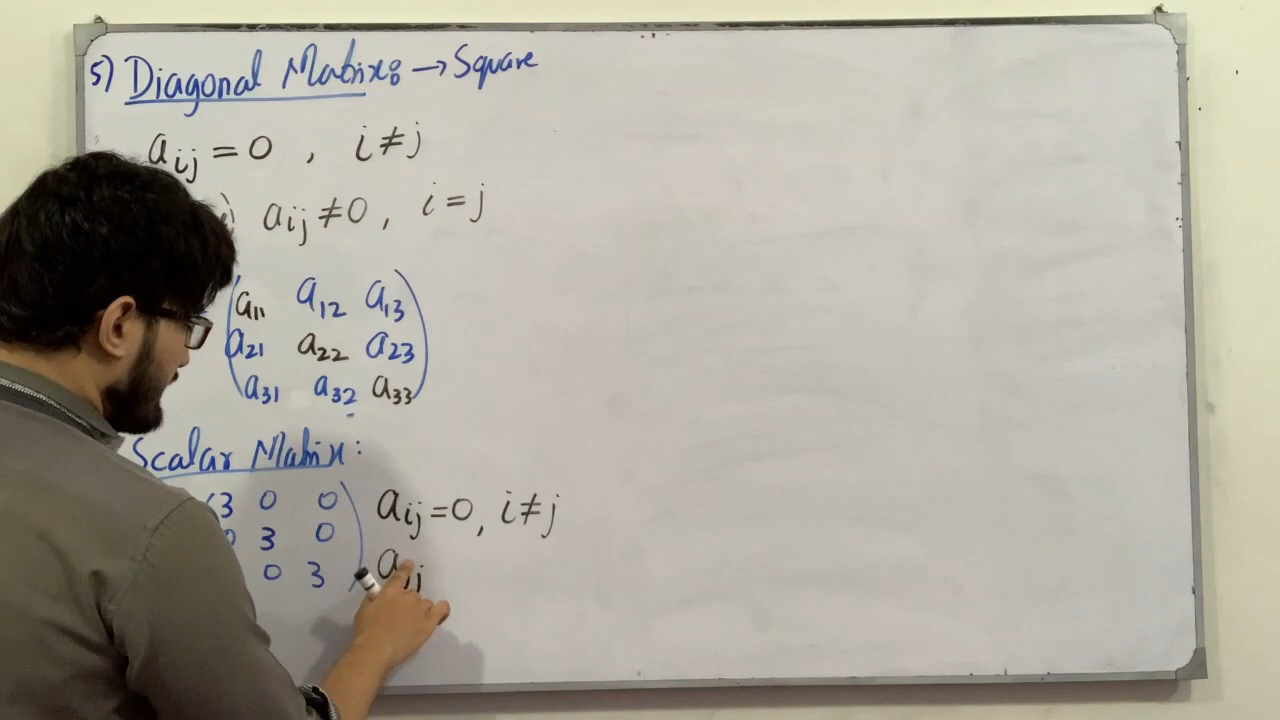 5) Diagonal Matrix: → Square
aij = 0 , i ≠ j
) aij ≠ 0 , i = j
a11 a12 a13
a21 a22 a23
a31 a32 a33
Scalar Matrix:
3 0 0
0 3 0
0 3
aij = 0, i ≠ j
aij